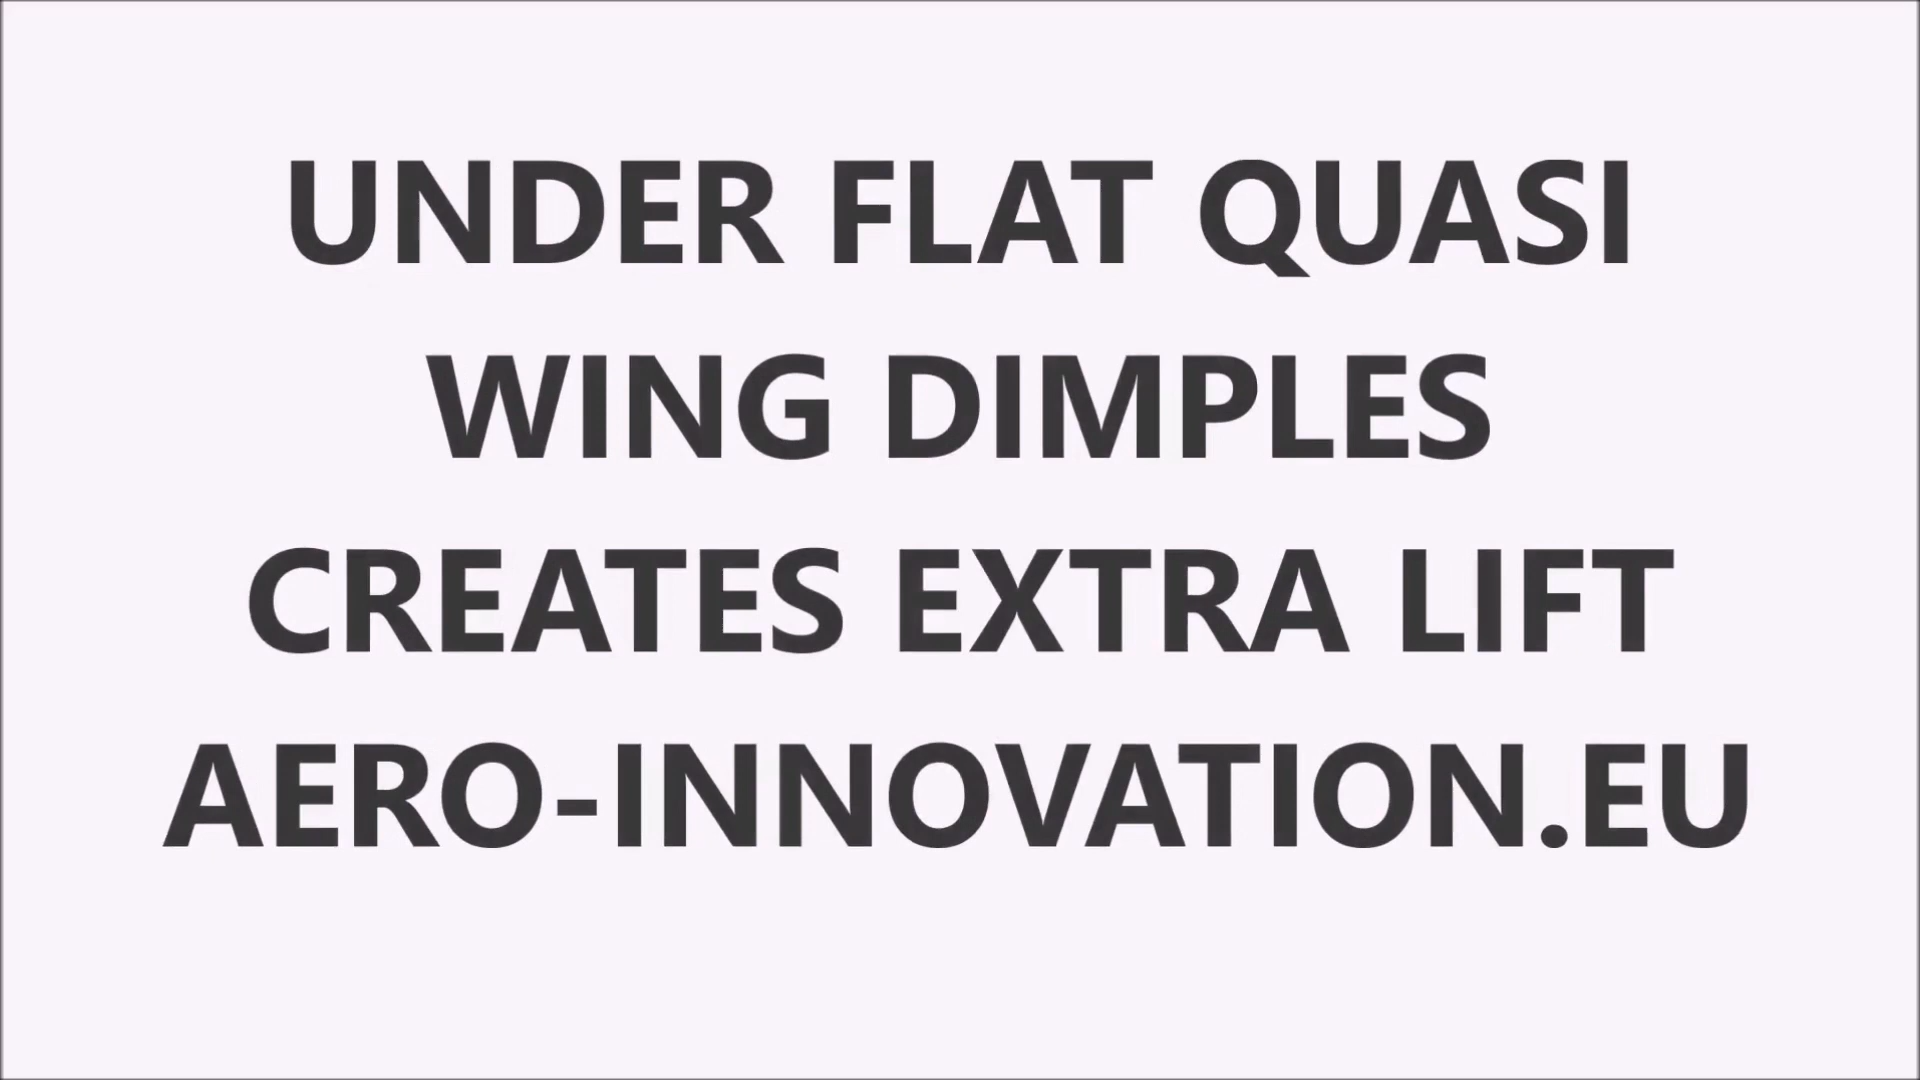 UNDER FLAT QUASI
WING DIMPLES
CREATES EXTRA LIFT
AERO-INNOVATION.EU